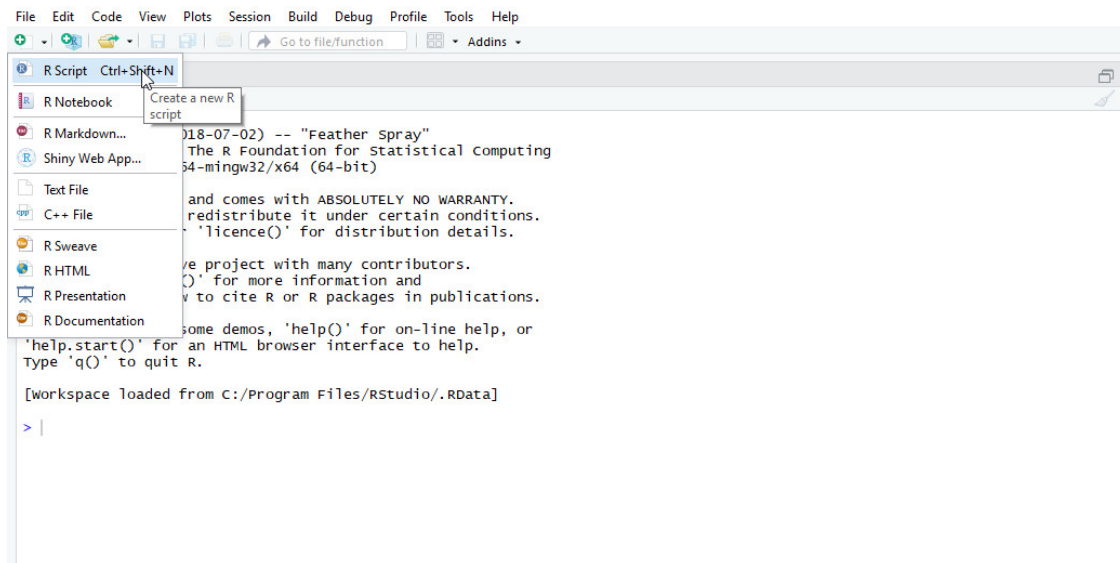 File Edit Code View Plots Session Build Debug Profile Tools Help
Go to file/function Addins
R Script Ctrl+Shift+N
Create a new R
script
R Notebook
R Markdown...
Shiny Web App...
Text File
C++ File
R Sweave
R HTML
R Presentation
R Documentation
018-07-02) -- "Feather Spray"
The R Foundation for Statistical Computing
64-mingw32/x64 (64-bit)
and comes with ABSOLUTELY NO WARRANTY.
redistribute it under certain conditions.
'licence()' for distribution details.
project with many contributors.
()' for more information and
to cite R or R packages in publications.
some demos, 'help()' for on-line help, or
'help.start()' for an HTML browser interface to help.
Type 'q()' to quit R.
[Workspace loaded from C:/Program Files/RStudio/.RData]
>